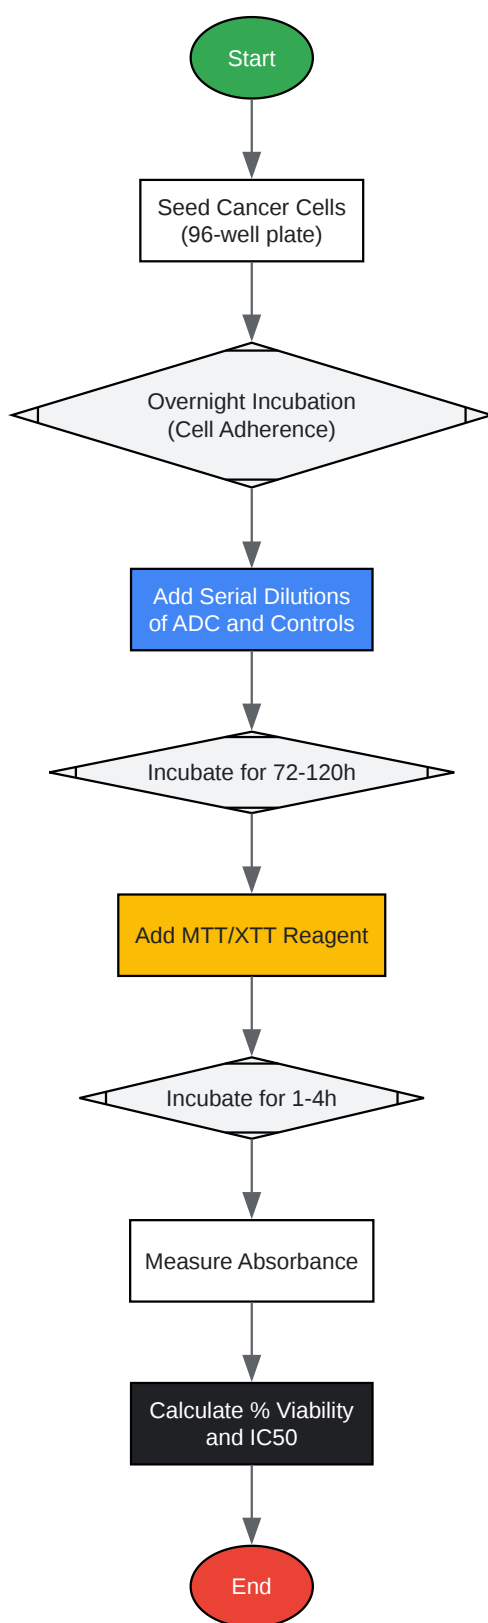 Start
Seed Cancer Cells
(96-well plate)
Overnight Incubation
(Cell Adherence)
Add Serial Dilutions
of ADC and Controls
Incubate for 72-120h
Add MTT/XTT Reagent
Incubate for 1-4h
Measure Absorbance
Calculate % Viability
and IC50
End